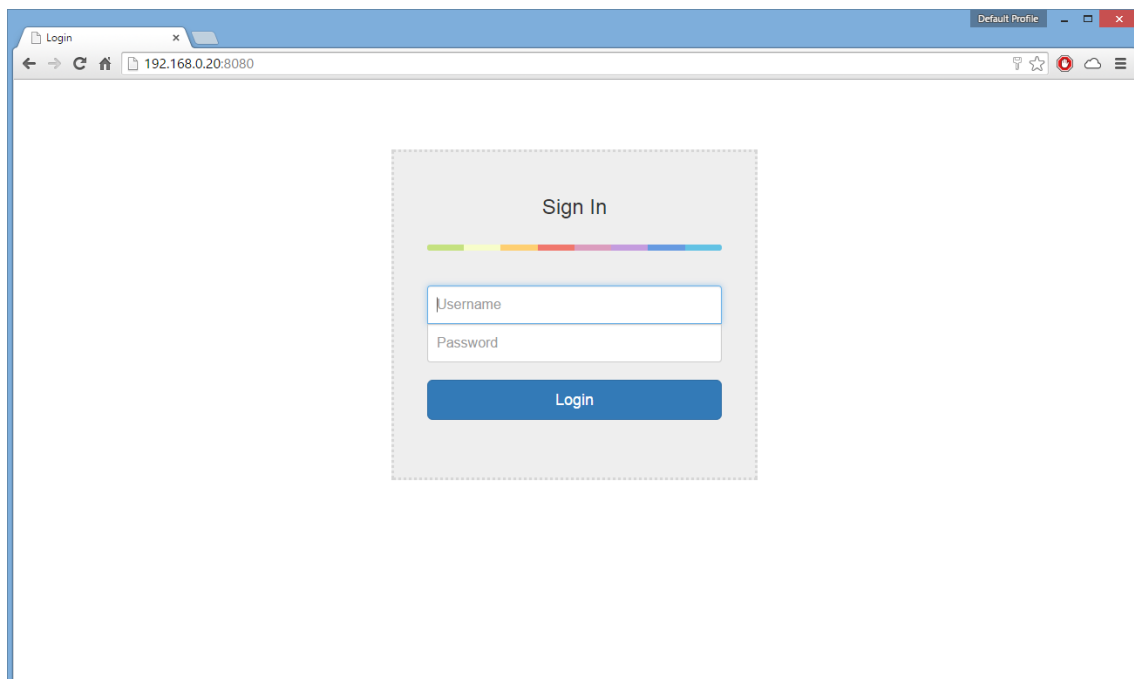 Default Profile
Login
192.168.0.20:8080
Sign In
Username
Password
Login